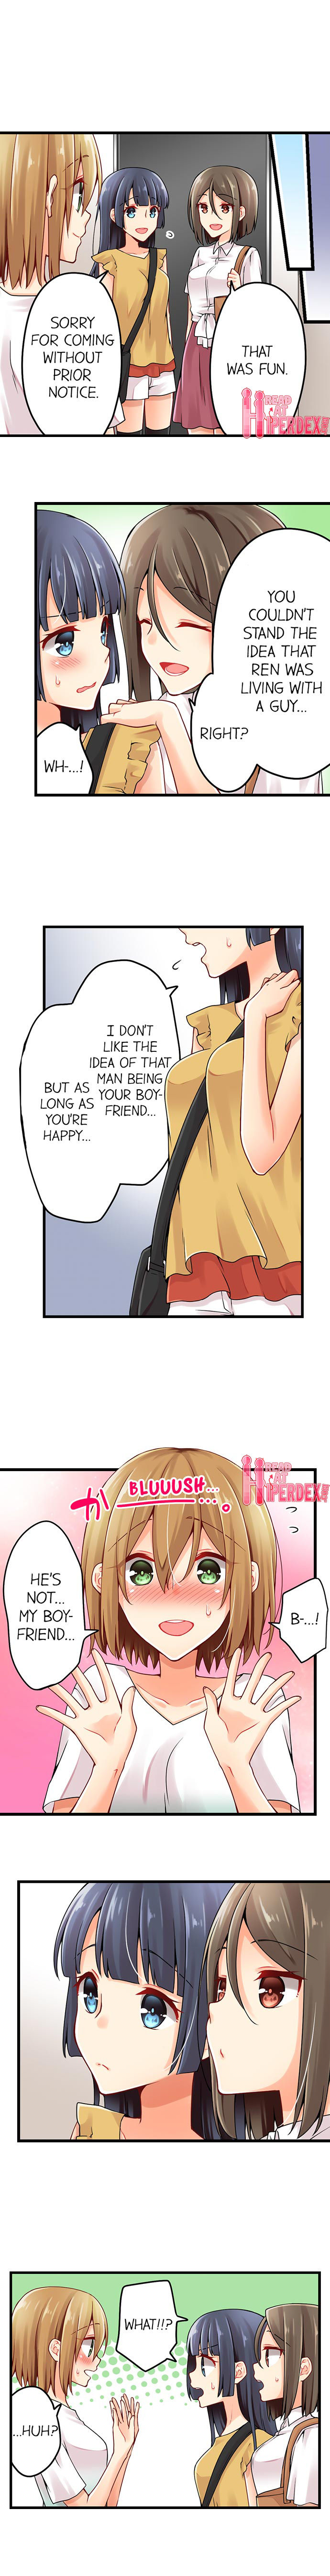 SORRY
FOR COMING
WITHOUT
PRIOR
NOTICE.
THAT
WAS FUN.
READ
AT
HIPERDEX
YOU
COULDN'T
STAND THE
IDEA THAT
REN WAS
LIVING WITH
A GUY...
RIGHT?
WH-...!
I DON'T
LIKE THE
IDEA OF THAT
MAN BEING
YOUR BOY-
FRIEND...
BUT AS
LONG AS
YOU'RE
HAPPY...
READ
AT
HIPERDEX
か
BLUUUSH...
B-...!
HE'S
NOT...
MY BOY-
FRIEND...
WHAT!!?
...HUH?